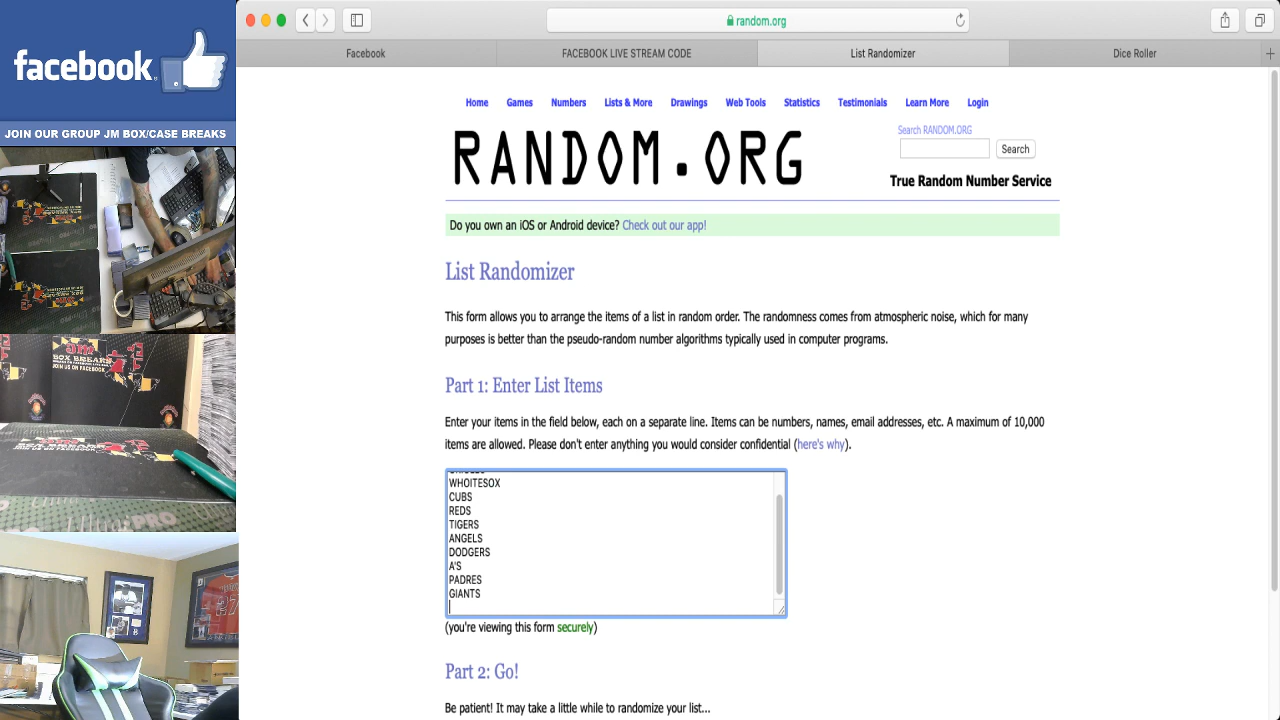 random.org
Facebook
FACEBOOK LIVE STREAM CODE
List Randomizer
Dice Roller
facebook
JOIN OUR GROUP JM BOX/CASE BREAKS
Home Games Numbers Lists & More Drawings Web Tools Statistics Testimonials Learn More Login
Search RANDOM.ORG
Search
RANDOM.ORG
True Random Number Service
Do you own an iOS or Android device? Check out our app!
List Randomizer
This form allows you to arrange the items of a list in random order. The randomness comes from atmospheric noise, which for many
purposes is better than the pseudo-random number algorithms typically used in computer programs.
Part 1: Enter List Items
Enter your items in the field below, each on a separate line. Items can be numbers, names, email addresses, etc. A maximum of 10,000
items are allowed. Please don't enter anything you would consider confidential (here's why).
WHOITESOX
CUBS
REDS
TIGERS
ANGELS
DODGERS
A'S
PADRES
GIANTS
(you're viewing this form securely)
Part 2: Go!
Be patient! It may take a little while to randomize your list...
JM
BOX BREAKS
JOIN US ON FACEBOOK